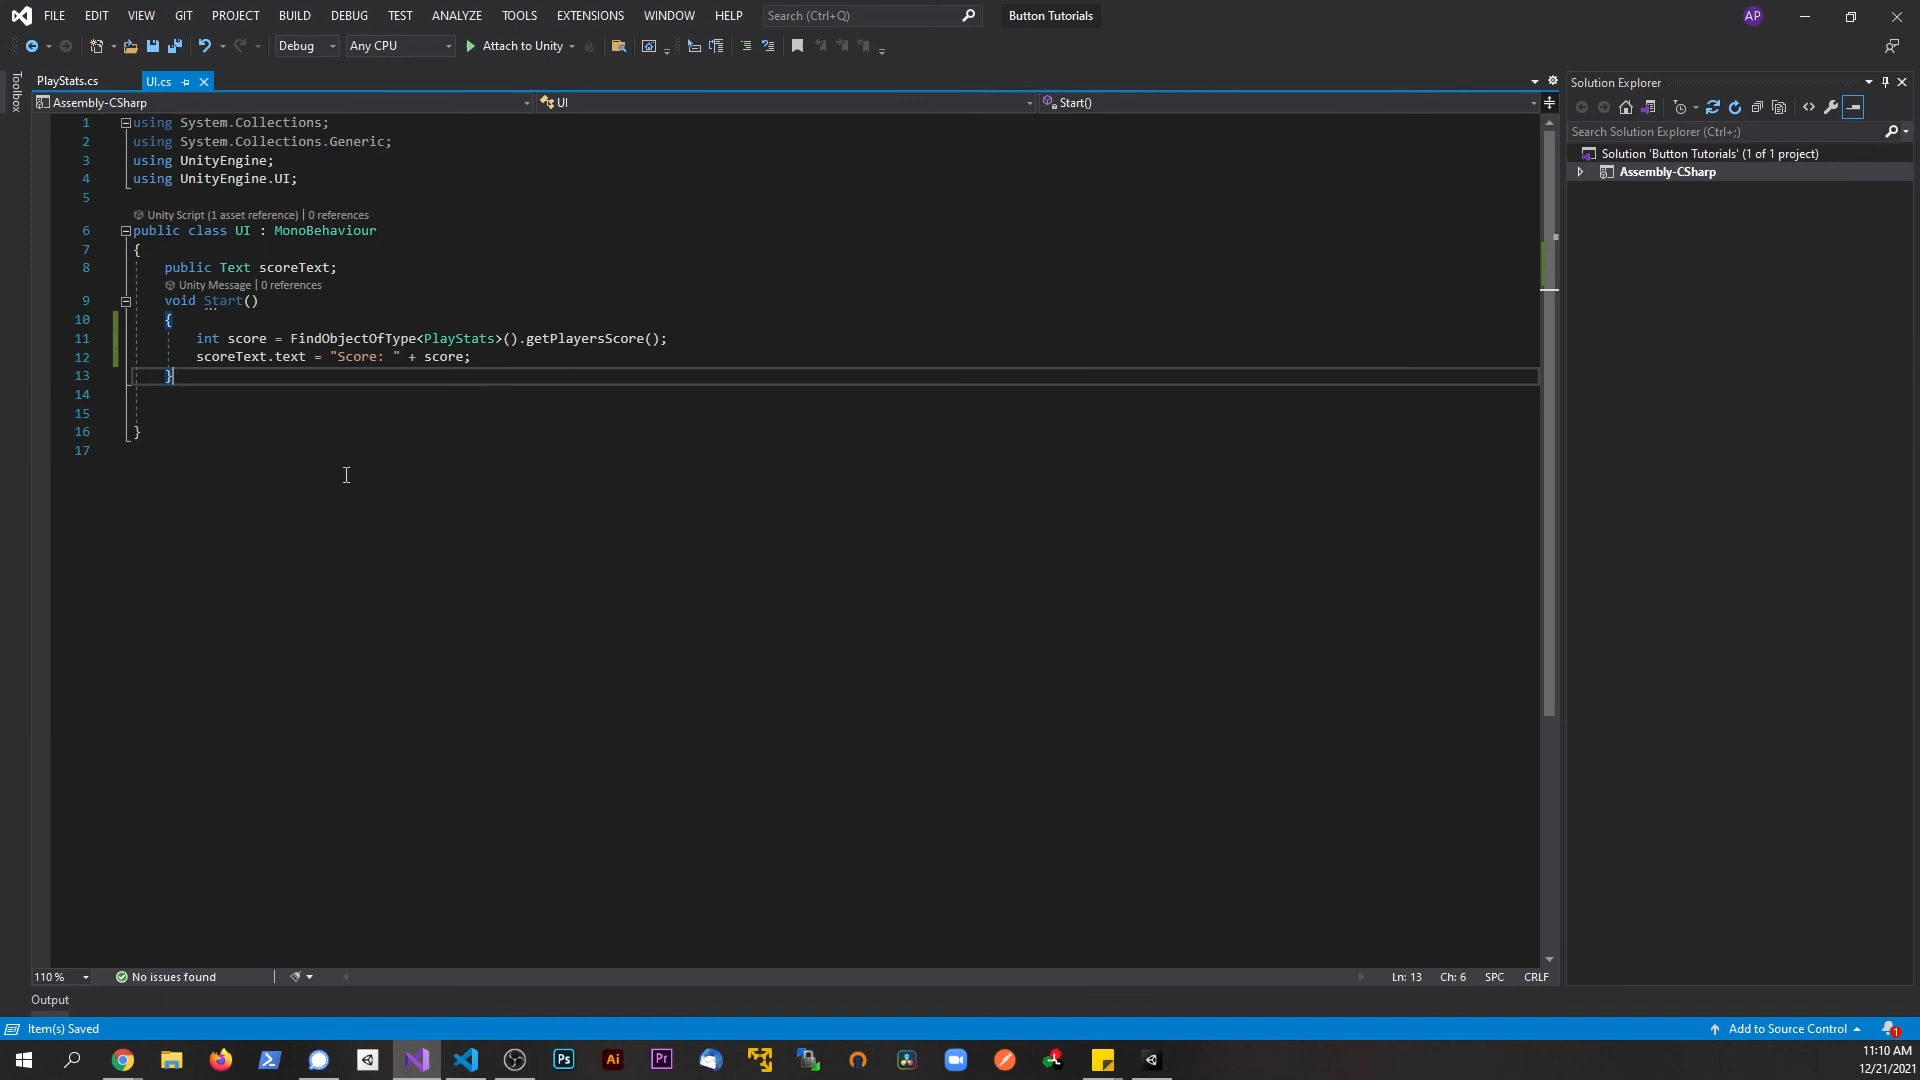 FILE EDIT VIEW GIT PROJECT BUILD DEBUG TEST ANALYZE TOOLS EXTENSIONS WINDOW HELP Search (Ctrl+Q) Button Tutorials AP
Debug Any CPU Attach to Unity
PlayStats.cs UI.cs
Assembly-CSharp UI Start()
1 using System.Collections;
2 using System.Collections.Generic;
3 using UnityEngine;
4 using UnityEngine.UI;
5
Unity Script (1 asset reference) | 0 references
6 public class UI : MonoBehaviour
7 {
8 public Text scoreText;
Unity Message | 0 references
9 void Start()
10 {
11 int score = FindObjectOfType<PlayStats>().getPlayersScore();
12 scoreText.text = "Score: " + score;
13 }
14
15
16 }
17
Toolbox
Solution Explorer
Search Solution Explorer (Ctrl+;)
Solution 'Button Tutorials' (1 of 1 project)
Assembly-CSharp
110 % No issues found Ln: 13 Ch: 6 SPC CRLF
Output
Item(s) Saved Add to Source Control 1
Ps Ai Pr
11:10 AM
12/21/2021